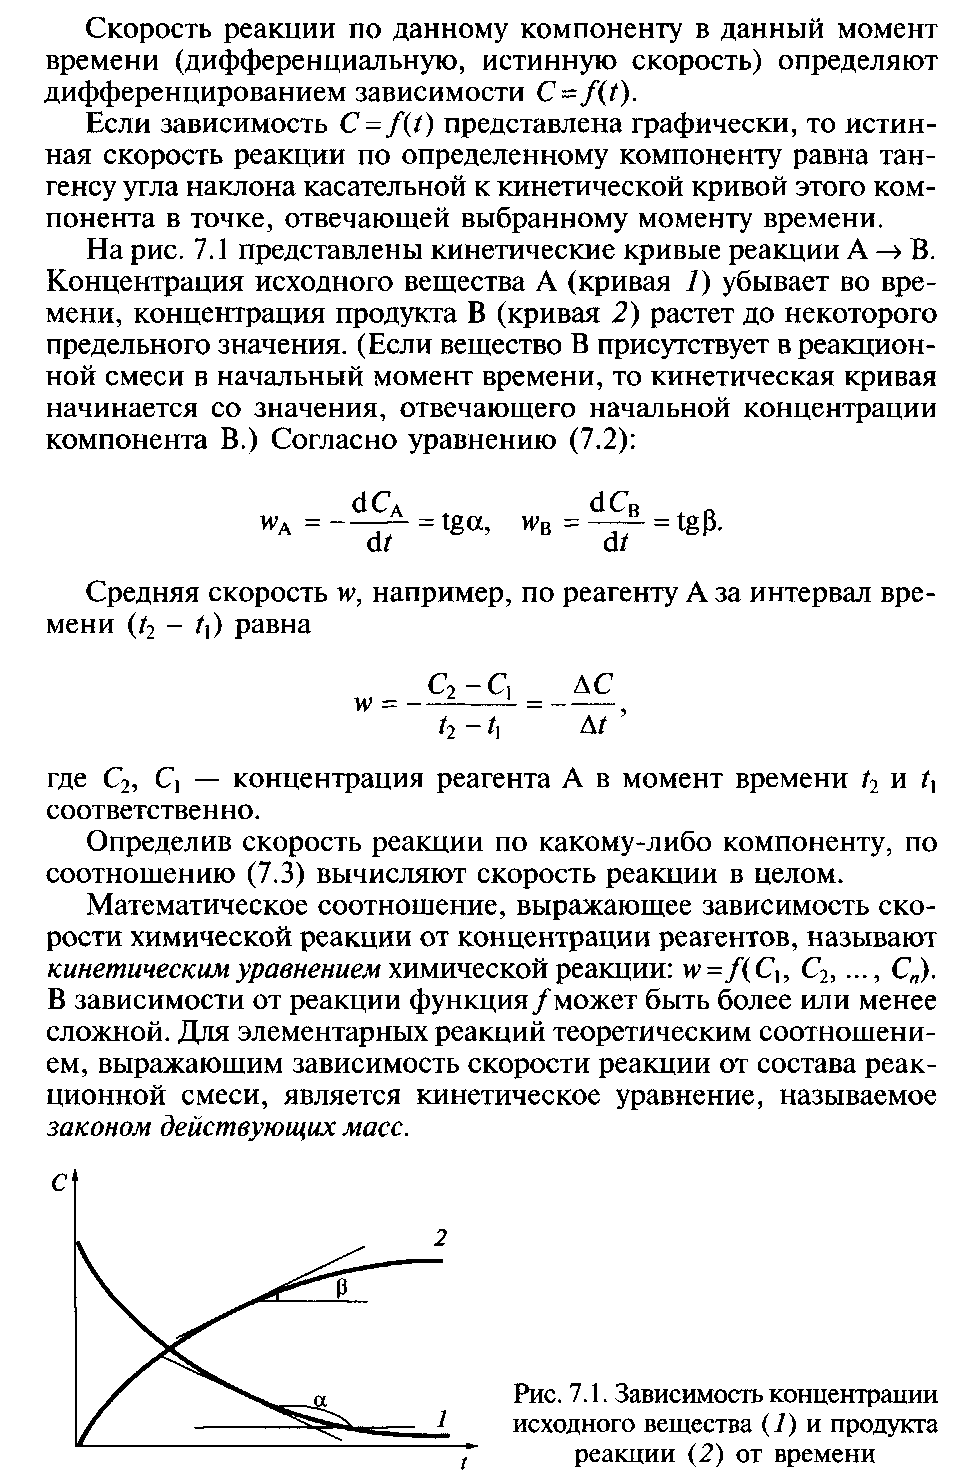 Скорость реакции по данному компоненту в данный момент
времени (дифференциальную, истинную скорость) определяют
дифференцированием зависимости C = f(t).
Если зависимость C = f(t) представлена графически, то истин-
ная скорость реакции по определенному компоненту равна тан-
генсу угла наклона касательной к кинетической кривой этого ком-
понента в точке, отвечающей выбранному моменту времени.
На рис. 7.1 представлены кинетические кривые реакции A → B.
Концентрация исходного вещества A (кривая 1) убывает во вре-
мени, концентрация продукта B (кривая 2) растет до некоторого
предельного значения. (Если вещество B присутствует в реакцион-
ной смеси в начальный момент времени, то кинетическая кривая
начинается со значения, отвечающего начальной концентрации
компонента B.) Согласно уравнению (7.2):
w_A = - dC_A/dt = tgα, w_B = dC_B/dt = tgβ.
Средняя скорость w, например, по реагенту A за интервал вре-
мени (t₂ – t₁) равна
w = - (C₂ - C₁)/(t₂ - t₁) = - ΔC/Δt,
где C₂, C₁ — концентрация реагента A в момент времени t₂ и t₁
соответственно.
Определив скорость реакции по какому-либо компоненту, по
соотношению (7.3) вычисляют скорость реакции в целом.
Математическое соотношение, выражающее зависимость ско-
рости химической реакции от концентрации реагентов, называют
кинетическим уравнением химической реакции: w = f(C₁, C₂, ..., Cₙ).
В зависимости от реакции функция f может быть более или менее
сложной. Для элементарных реакций теоретическим соотношени-
ем, выражающим зависимость скорости реакции от состава реак-
ционной смеси, является кинетическое уравнение, называемое
законом действующих масс.
C
2
β
α
1
t
Рис. 7.1. Зависимость концентрации
исходного вещества (1) и продукта
реакции (2) от времени